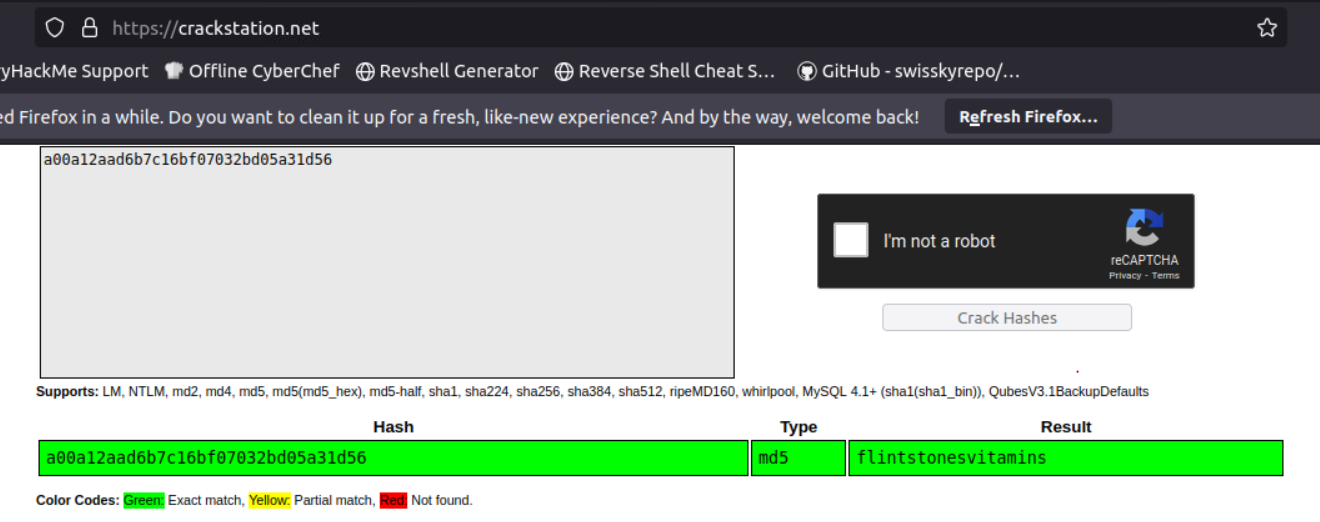 https://crackstation.net
yHackMe Support Offline CyberChef Revshell Generator Reverse Shell Cheat S... GitHub - swisskyrepo/...
ed Firefox in a while. Do you want to clean it up for a fresh, like-new experience? And by the way, welcome back! Refresh Firefox...
a00a12aad6b7c16bf07032bd05a31d56
I'm not a robot
reCAPTCHA
Privacy - Terms
Crack Hashes
Supports: LM, NTLM, md2, md4, md5, md5(md5_hex), md5-half, sha1, sha224, sha256, sha384, sha512, ripeMD160, whirlpool, MySQL 4.1+ (sha1(sha1_bin)), QubesV3.1BackupDefaults
Hash Type Result
a00a12aad6b7c16bf07032bd05a31d56 md5 flintstonesvitamins
Color Codes: Green: Exact match, Yellow: Partial match, Red: Not found.